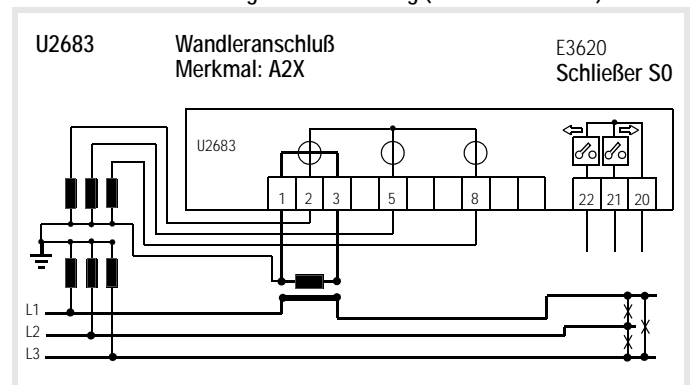 U2683
Wandleranschluß
Merkmal: A2X
E3620
Schließer S0
U2683
1 2 3 5 8 22 21 20
L1
L2
L3